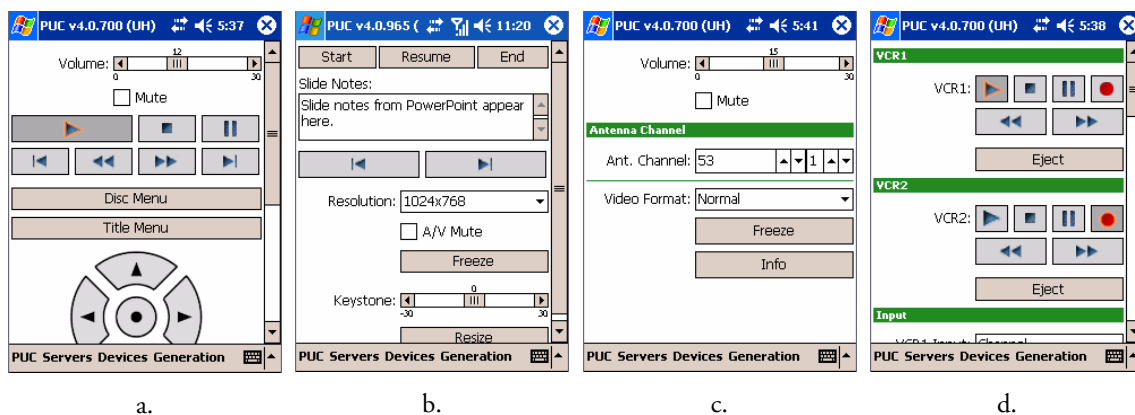 PUC v4.0.700 (UH) 5:37
12
Volume:
0 30
Mute
Disc Menu
Title Menu
PUC Servers Devices Generation
a.
PUC v4.0.965 ( 11:20
Start Resume End
Slide Notes:
Slide notes from PowerPoint appear
here.
Resolution: 1024x768
A/V Mute
Freeze
0
Keystone:
-30 30
Resize
PUC Servers Devices Generation
b.
PUC v4.0.700 (UH) 5:41
15
Volume:
0 30
Mute
Antenna Channel
Ant. Channel: 53 1
Video Format: Normal
Freeze
Info
PUC Servers Devices Generation
c.
PUC v4.0.700 (UH) 5:38
VCR1
VCR1:
Eject
VCR2
VCR2:
Eject
Input
VCR1 Input: Channel
PUC Servers Devices Generation
d.